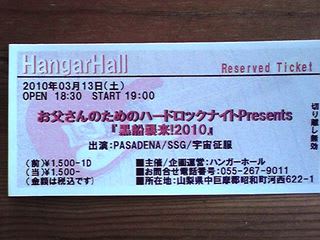 HangarHall
Reserved Ticket
2010年03月13日(土)
OPEN 18:30 START 19:00
お父さんのためのハードロックナイトPresents
『黒船襲来!2010』
出演:PASADENA/SSG/宇宙征服
(前)¥1,500-1D
(当)¥1,500-
(金額は税込です)
■主催/企画運営:ハンガーホール
■お問合せ電話番号:055-267-9011
■所在地:山梨県中巨摩郡昭和町河西622-1
切り離し無効